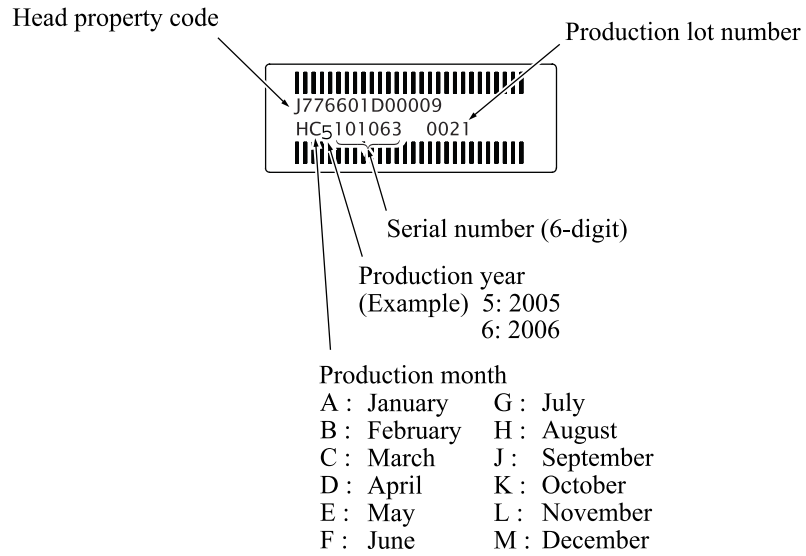 Head property code
Production lot number
J776601D00009
HC5101063 0021
Serial number (6-digit)
Production year
(Example) 5: 2005
6: 2006
Production month
A : January G : July
B : February H : August
C : March J : September
D : April K : October
E : May L : November
F : June M : December